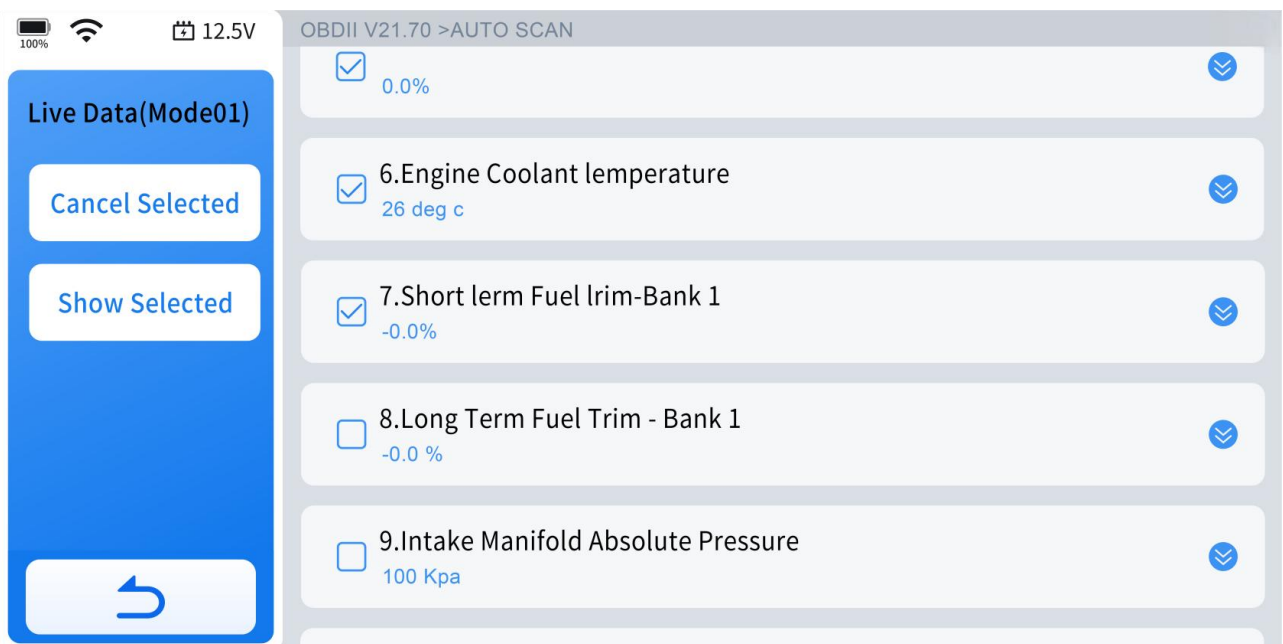 100%
12.5V
OBDII V21.70 >AUTO SCAN
Live Data(Mode01)
Cancel Selected
Show Selected
0.0%
6.Engine Coolant lemperature
26 deg c
7.Short lerm Fuel lrim-Bank 1
-0.0%
8.Long Term Fuel Trim - Bank 1
-0.0 %
9.Intake Manifold Absolute Pressure
100 Kpa